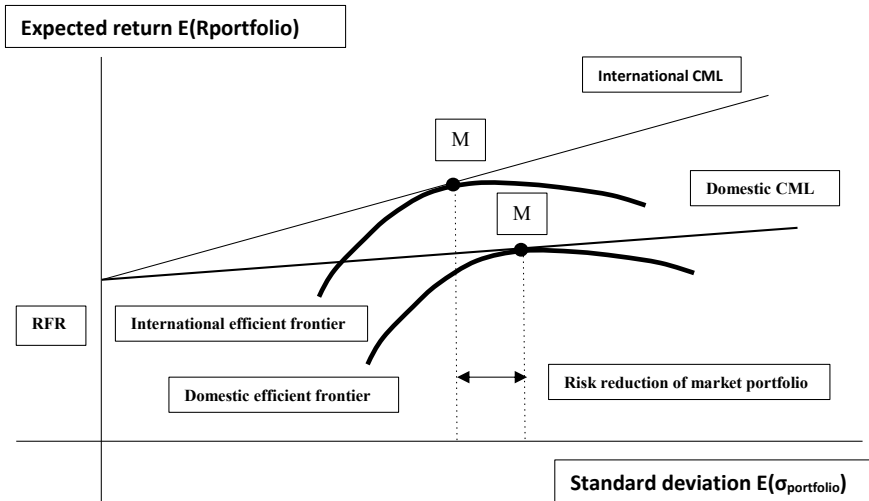 Expected return E(Rportfolio)
International CML
M
Domestic CML
M
RFR
International efficient frontier
Domestic efficient frontier
Risk reduction of market portfolio
Standard deviation E(σportfolio)